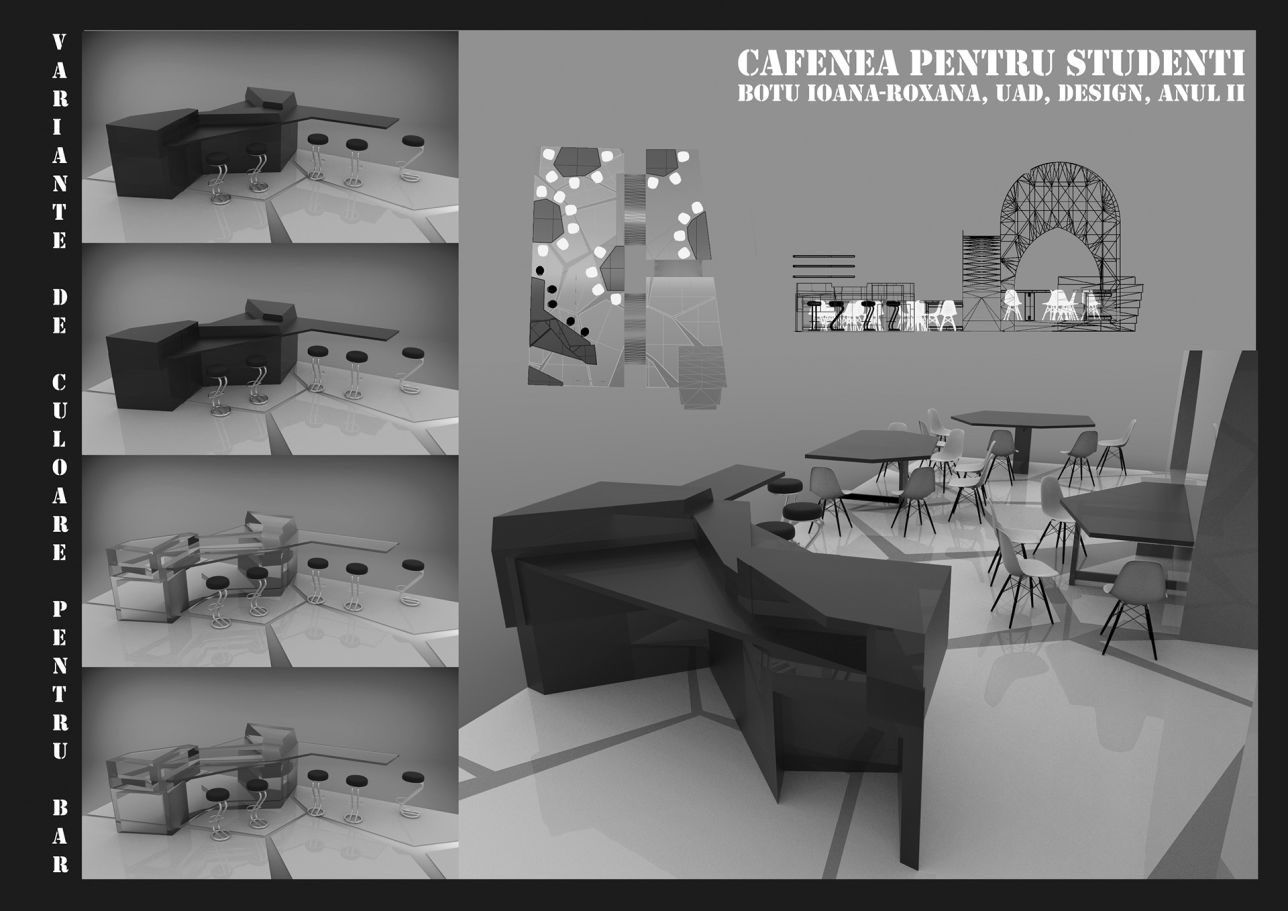 VARIANTE DE CULOARE PENTRU BAR
CAFENEA PENTRU STUDENTI
BOTU IOANA-ROXANA, UAD, DESIGN, ANUL II